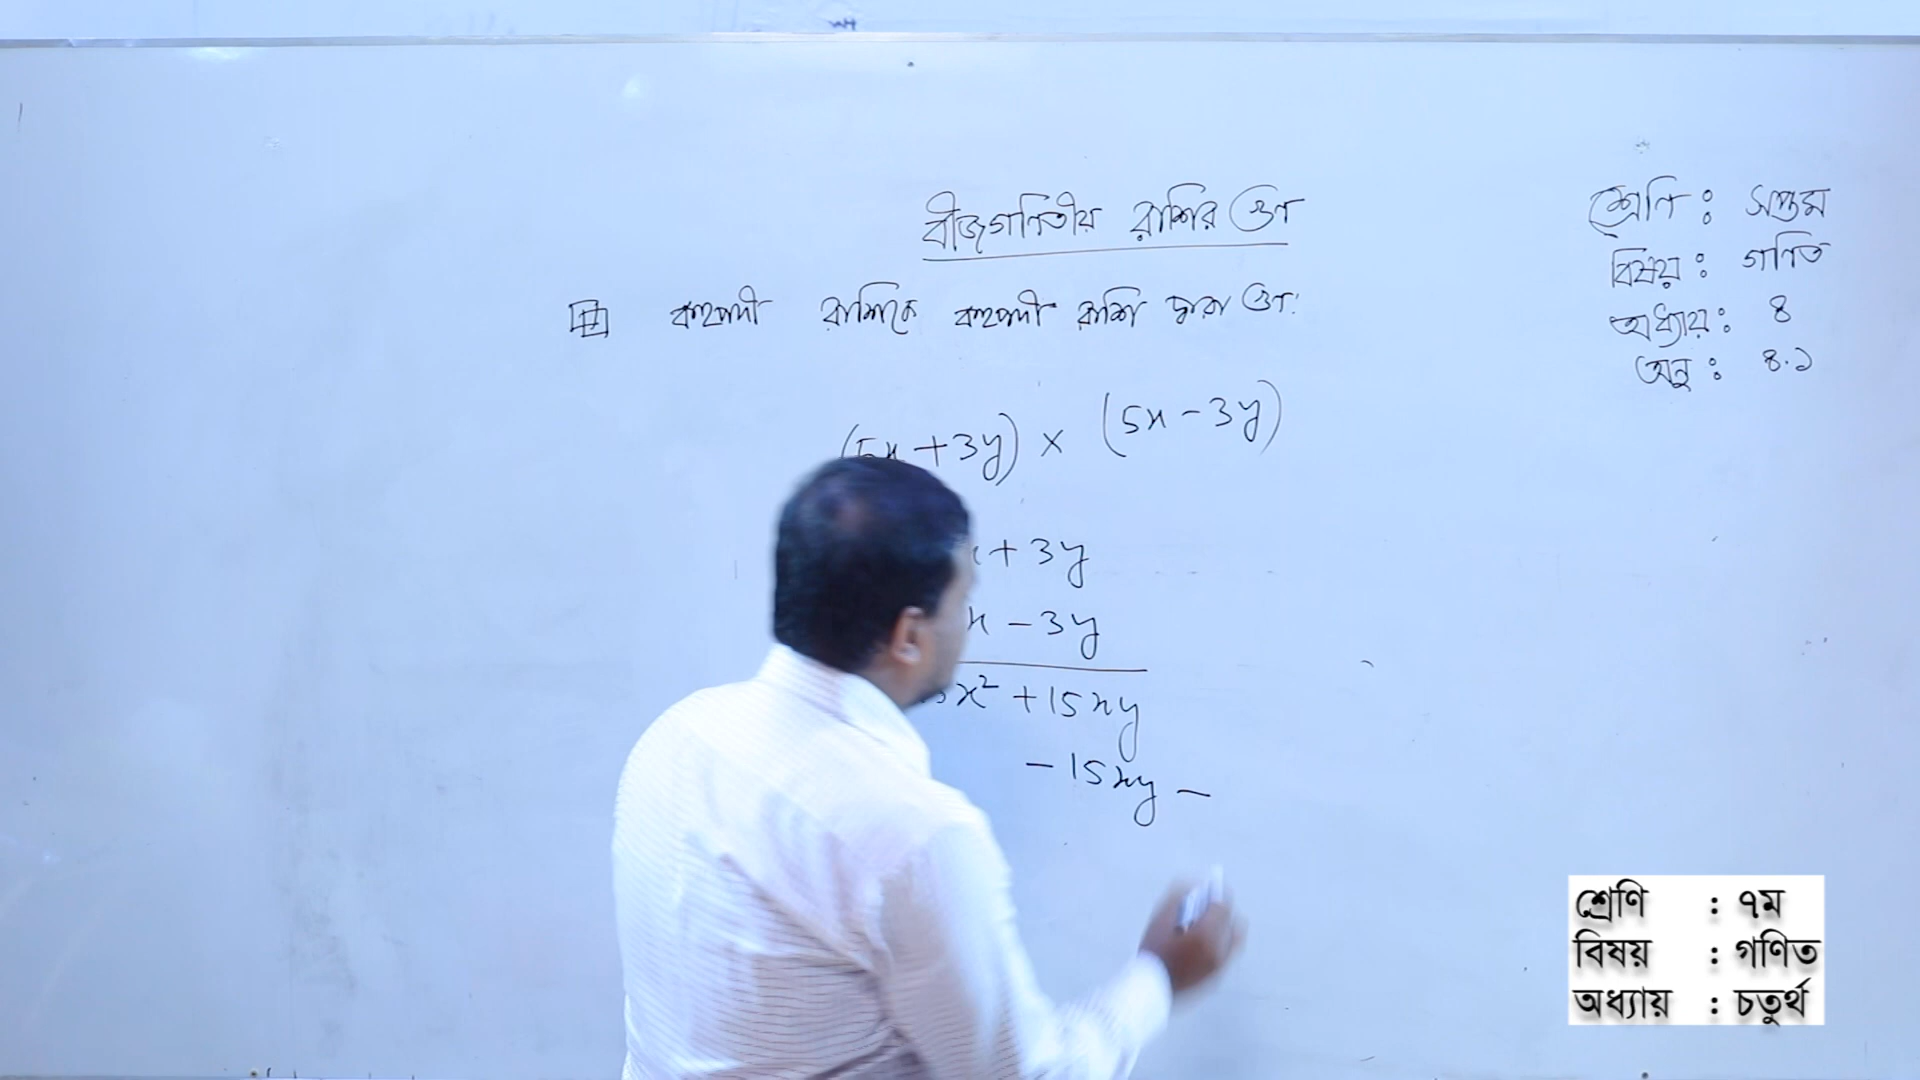 বীজগণিতীয় রাশির গুণ
বহুপদী রাশিকে বহুপদী রাশি দ্বারা গুণ:
(5x + 3y) × (5x - 3y)
+ 3y
x - 3y
x² + 15xy
- 15xy -
শ্রেণি : সপ্তম
বিষয় : গণিত
অধ্যায় : ৪
অনু : ৪.১
শ্রেণি : ৭ম
বিষয় : গণিত
অধ্যায় : চতুর্থ